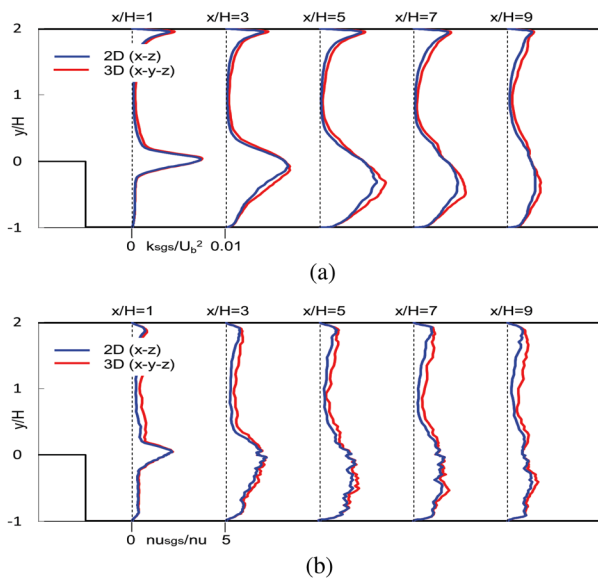 x/H=1 x/H=3 x/H=5 x/H=7 x/H=9
2
2D (x-z)
3D (x-y-z)
y/H
0
-1
0 ksgs/Ub² 0.01
(a)
x/H=1 x/H=3 x/H=5 x/H=7 x/H=9
2
2D (x-z)
3D (x-y-z)
1
y/H
0
-1
0 nusgs/nu 5
(b)